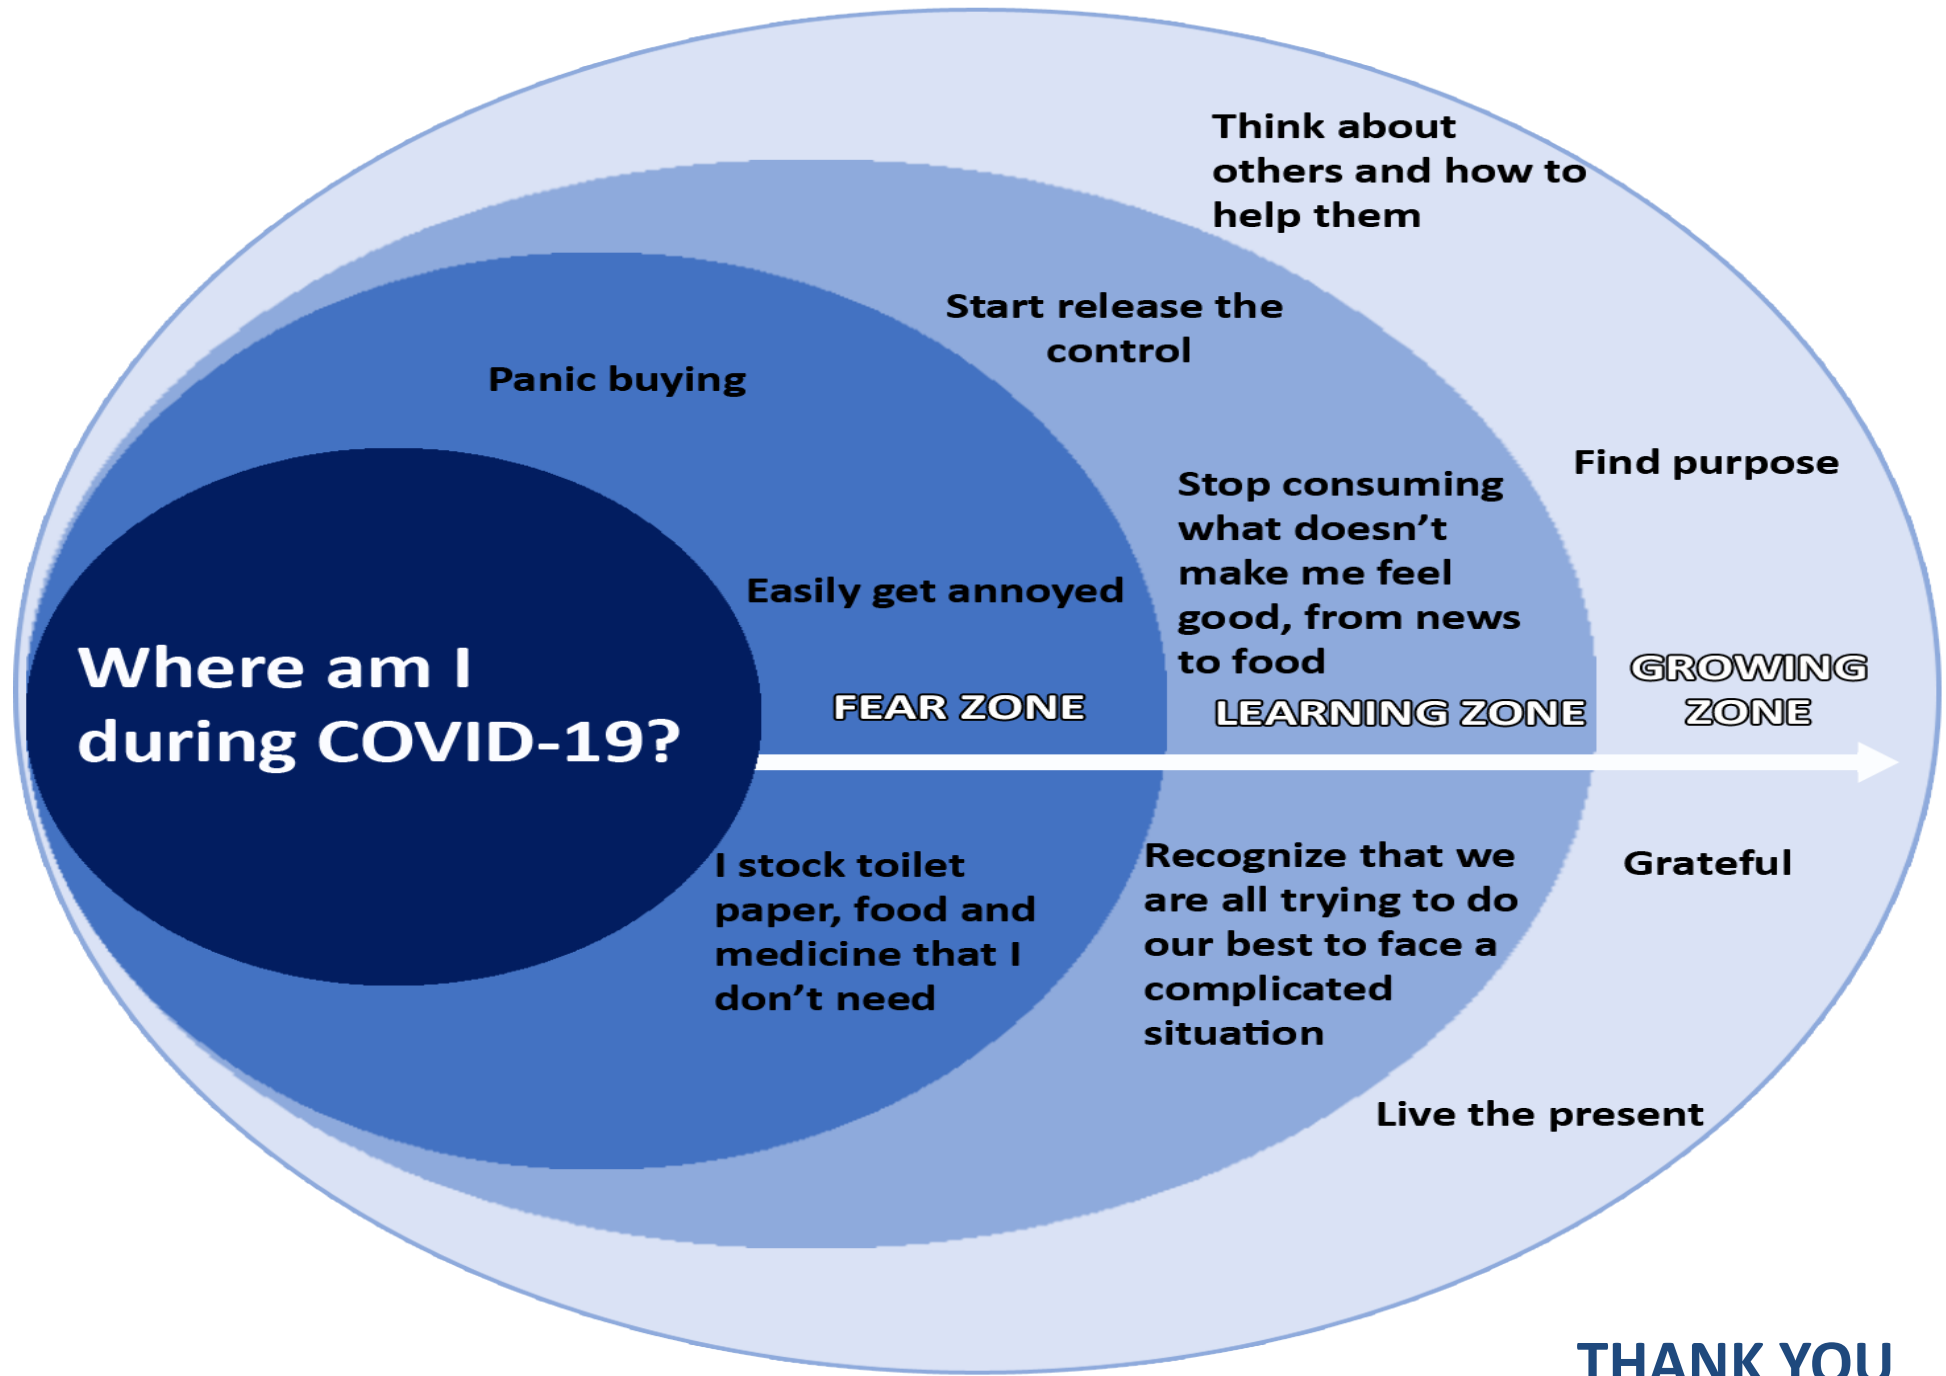 Think about
others and how to
help them
Start release the
control
Panic buying
Find purpose
Stop consuming
what doesn’t
make me feel
good, from news
to food
Easily get annoyed
Where am I
during COVID-19?
FEAR ZONE
LEARNING ZONE
GROWING
ZONE
I stock toilet
paper, food and
medicine that I
don’t need
Recognize that we
are all trying to do
our best to face a
complicated
situation
Grateful
Live the present
THANK YOU